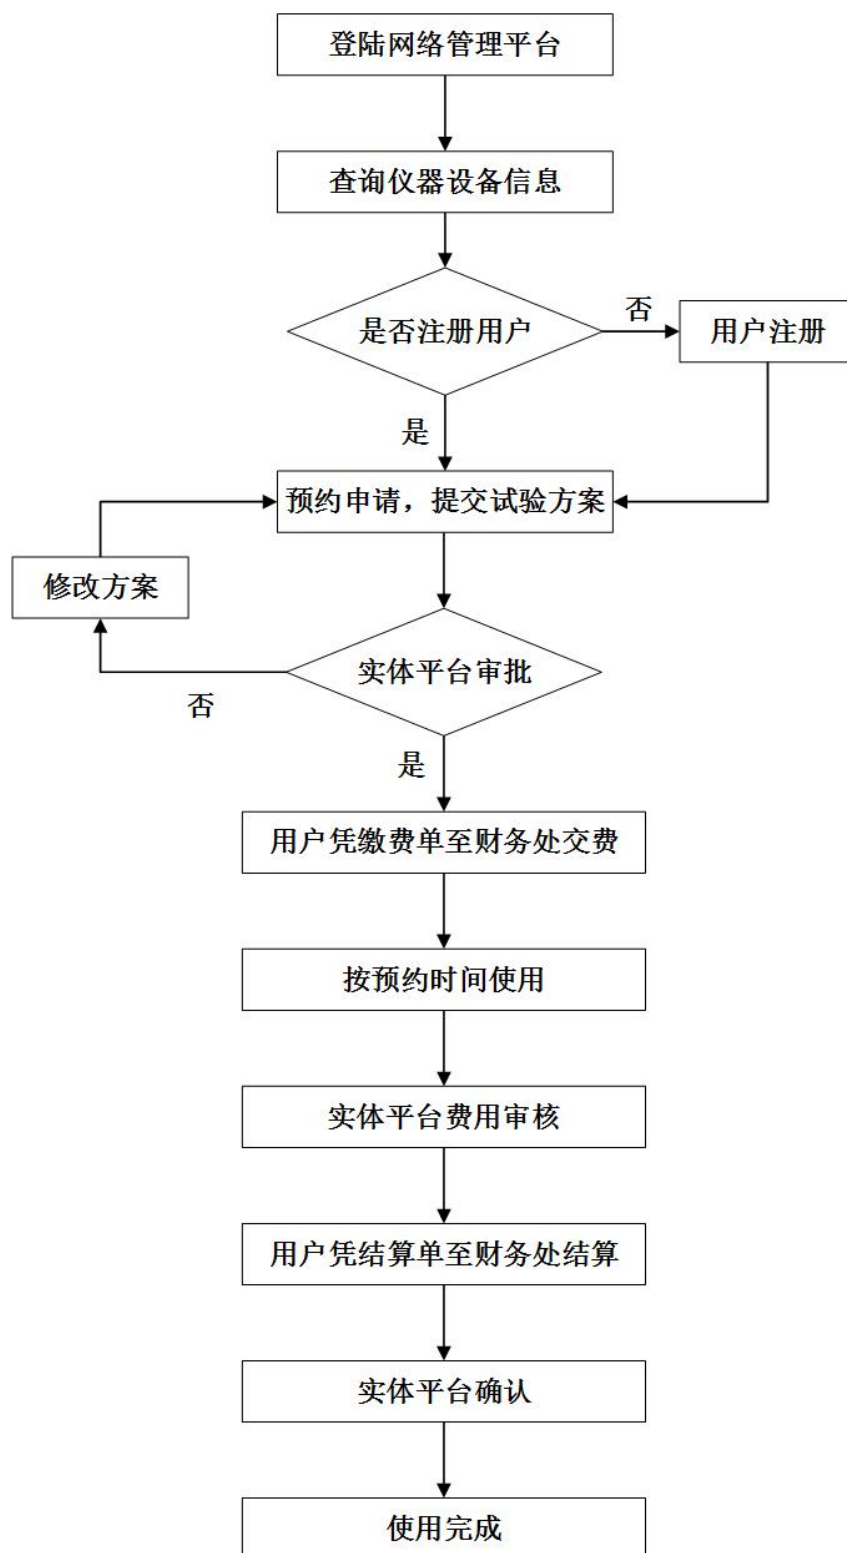 登陆网络管理平台
查询仪器设备信息
是否注册用户
否
用户注册
是
预约申请，提交试验方案
修改方案
实体平台审批
否
是
用户凭缴费单至财务处交费
按预约时间使用
实体平台费用审核
用户凭结算单至财务处结算
实体平台确认
使用完成